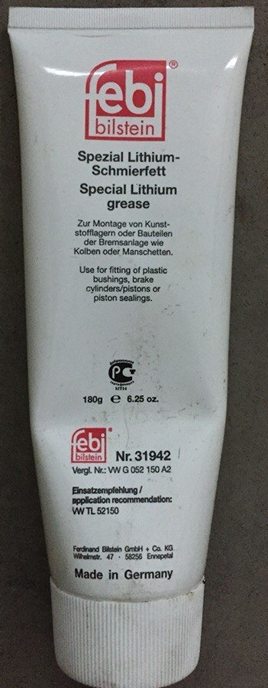 febi®
bilstein
Spezial Lithium-
Schmierfett
Special Lithium
grease
Zur Montage von Kunst-
stofflagern oder Bauteilen
der Bremsanlage wie
Kolben oder Manschetten.
Use for fitting of plastic
bushings, brake
cylinders/pistons or
piston sealings.
180g ℮ 6.25 oz.
febi
bilstein
Nr. 31942
Vergl. Nr.: VW G 052 150 A2
Einsatzempfehlung /
application recommendation:
VW TL 52150
Ferdinand Bilstein GmbH + Co. KG
Wilhelmstr. 47 · 58256 Ennepetal
Made in Germany